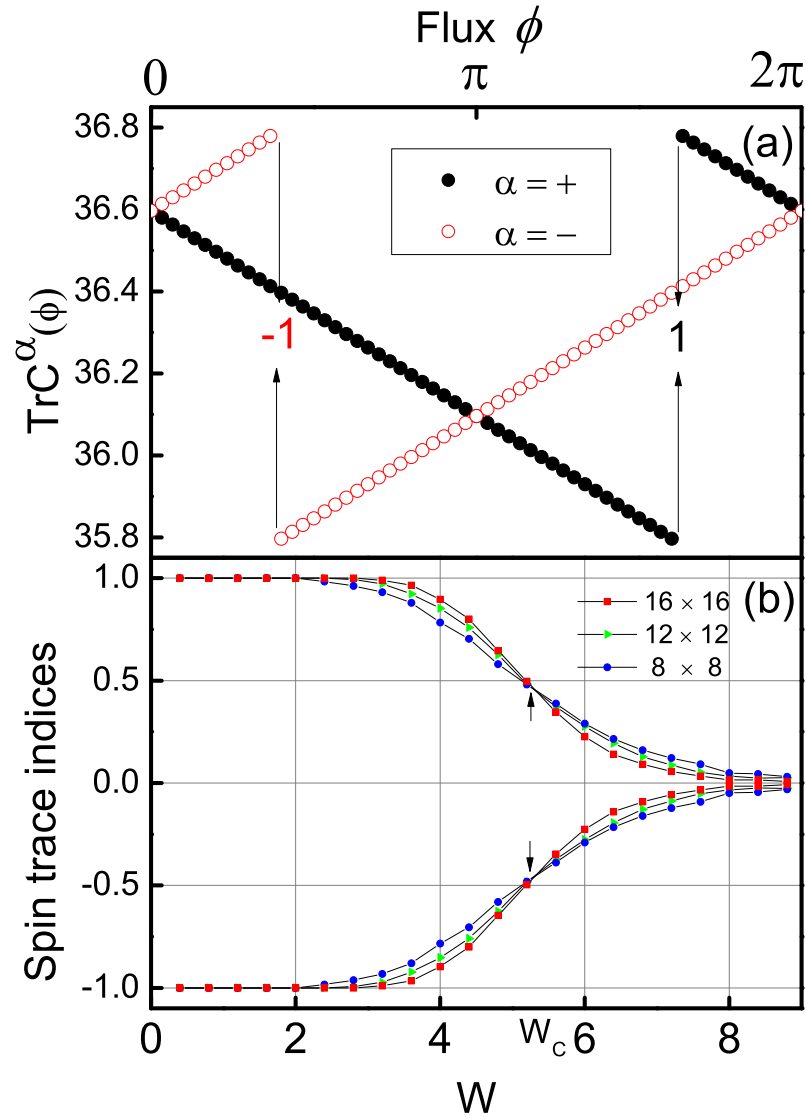 Flux ϕ
0 π 2π
TrC^α(ϕ)
36.8
36.6
36.4
36.2
36.0
35.8
(a)
α = +
α = −
-1
1
Spin trace indices
1.0
0.5
0.0
-0.5
-1.0
(b)
16 × 16
12 × 12
8 × 8
0 2 4 W_C 6 8
W